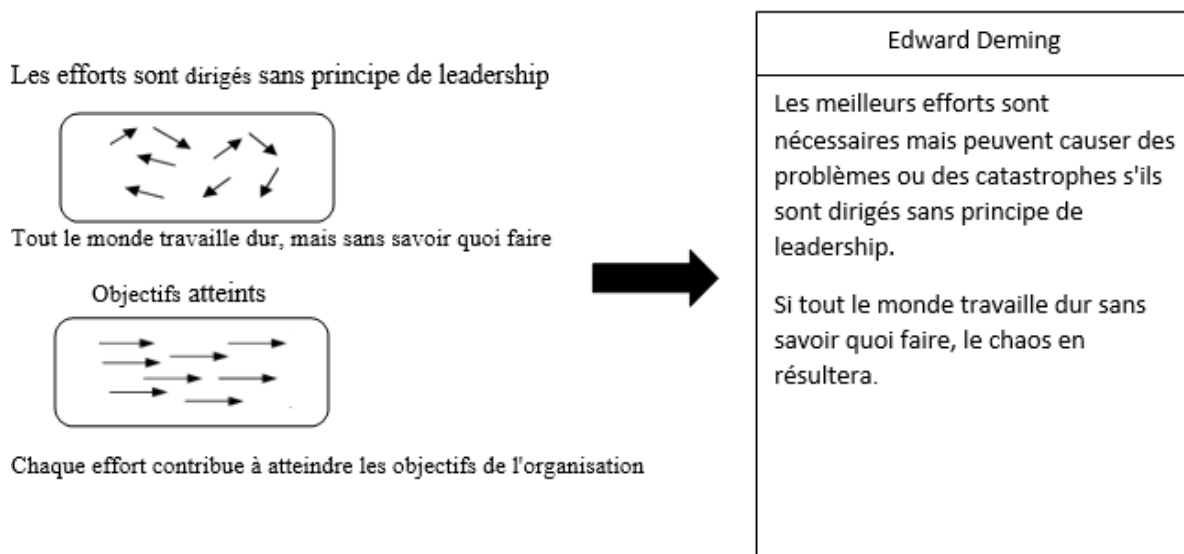 Les efforts sont dirigés sans principe de leadership
Tout le monde travaille dur, mais sans savoir quoi faire
Objectifs atteints
Chaque effort contribue à atteindre les objectifs de l'organisation
Edward Deming
Les meilleurs efforts sont
nécessaires mais peuvent causer des
problèmes ou des catastrophes s'ils
sont dirigés sans principe de
leadership.
Si tout le monde travaille dur sans
savoir quoi faire, le chaos en
résultera.